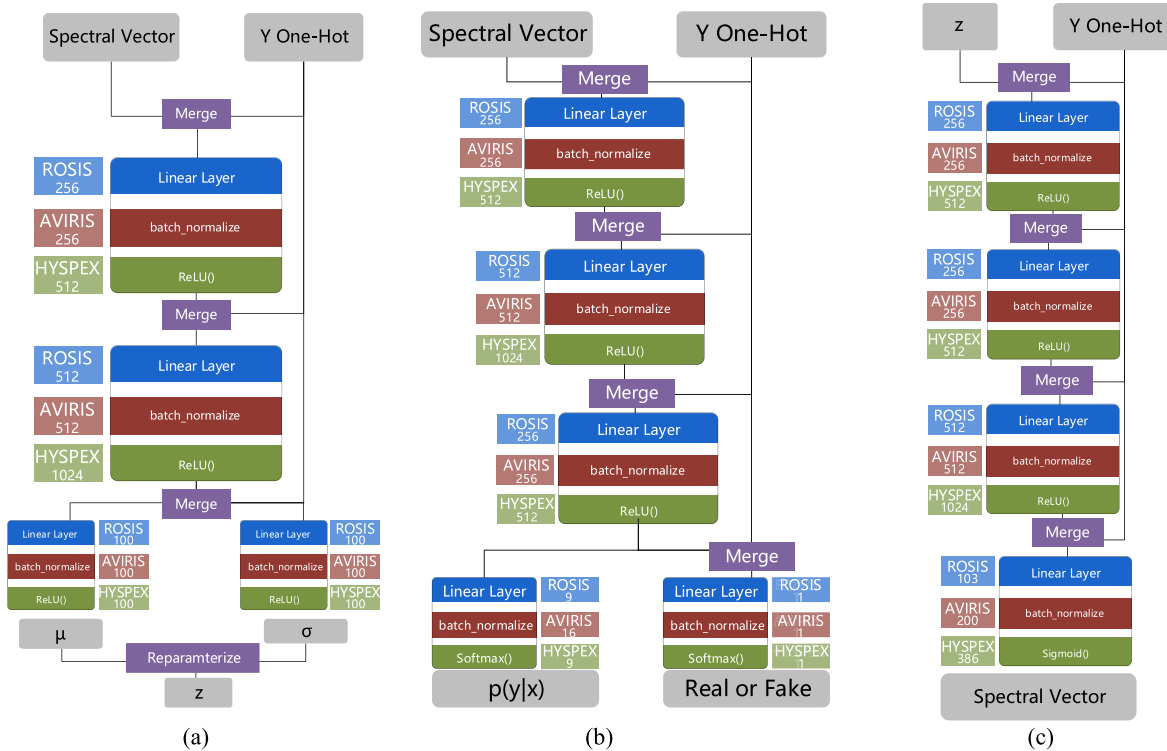 Spectral Vector
Y One-Hot
Merge
ROSIS
256
Linear Layer
AVIRIS
256
batch_normalize
HYSPEX
512
ReLU()
Merge
ROSIS
512
Linear Layer
AVIRIS
512
batch_normalize
HYSPEX
1024
ReLU()
Merge
Linear Layer
ROSIS
100
batch_normalize
AVIRIS
100
ReLU()
HYSPEX
100
Linear Layer
ROSIS
100
batch_normalize
AVIRIS
100
ReLU()
HYSPEX
100
μ
σ
Reparamterize
z
(a)
Spectral Vector
Y One-Hot
Merge
ROSIS
256
Linear Layer
AVIRIS
256
batch_normalize
HYSPEX
512
ReLU()
Merge
ROSIS
512
Linear Layer
AVIRIS
512
batch_normalize
HYSPEX
1024
ReLU()
Merge
ROSIS
256
Linear Layer
AVIRIS
256
batch_normalize
HYSPEX
512
ReLU()
Merge
Linear Layer
ROSIS
9
batch_normalize
AVIRIS
16
Softmax()
HYSPEX
9
p(y|x)
Linear Layer
ROSIS
1
batch_normalize
AVIRIS
1
Softmax()
HYSPEX
1
Real or Fake
(b)
z
Y One-Hot
Merge
ROSIS
256
Linear Layer
AVIRIS
256
batch_normalize
HYSPEX
512
ReLU()
Merge
ROSIS
256
Linear Layer
AVIRIS
256
batch_normalize
HYSPEX
512
ReLU()
Merge
ROSIS
512
Linear Layer
AVIRIS
512
batch_normalize
HYSPEX
1024
ReLU()
Merge
ROSIS
103
Linear Layer
AVIRIS
200
batch_normalize
HYSPEX
386
Sigmoid()
Spectral Vector
(c)